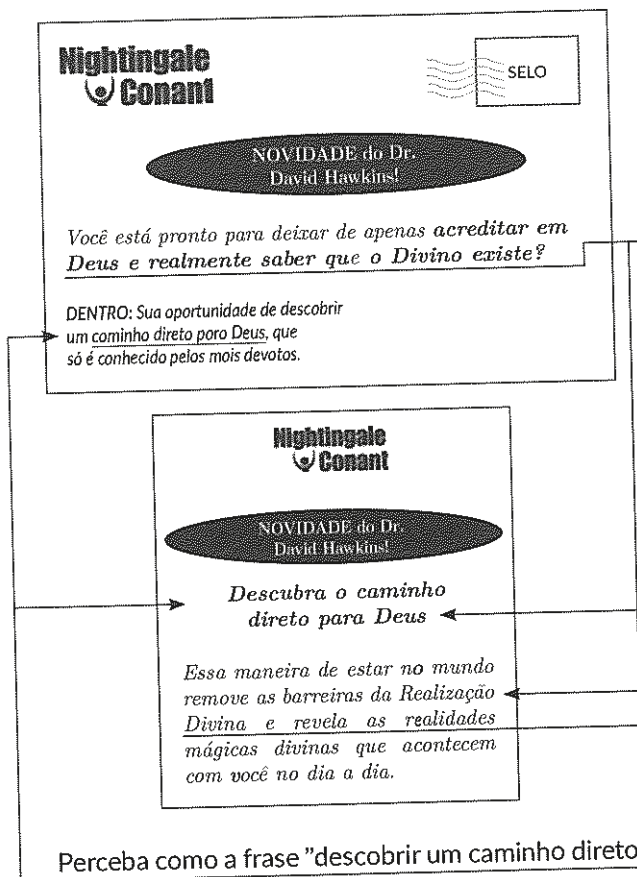 Nightingale
Conant
SELO
NOVIDADE do Dr.
David Hawkins!
Você está pronto para deixar de apenas acreditar em
Deus e realmente saber que o Divino existe?
DENTRO: Sua oportunidade de descobrir
um cominho direto poro Deus, que
só é conhecido pelos mais devotos.
Nightingale
Conant
NOVIDADE do Dr.
David Hawkins!
Descubra o caminho
direto para Deus
Essa maneira de estar no mundo
remove as barreiras da Realização
Divina e revela as realidades
mágicas divinas que acontecem
com você no dia a dia.
Perceba como a frase "descobrir um caminho direto